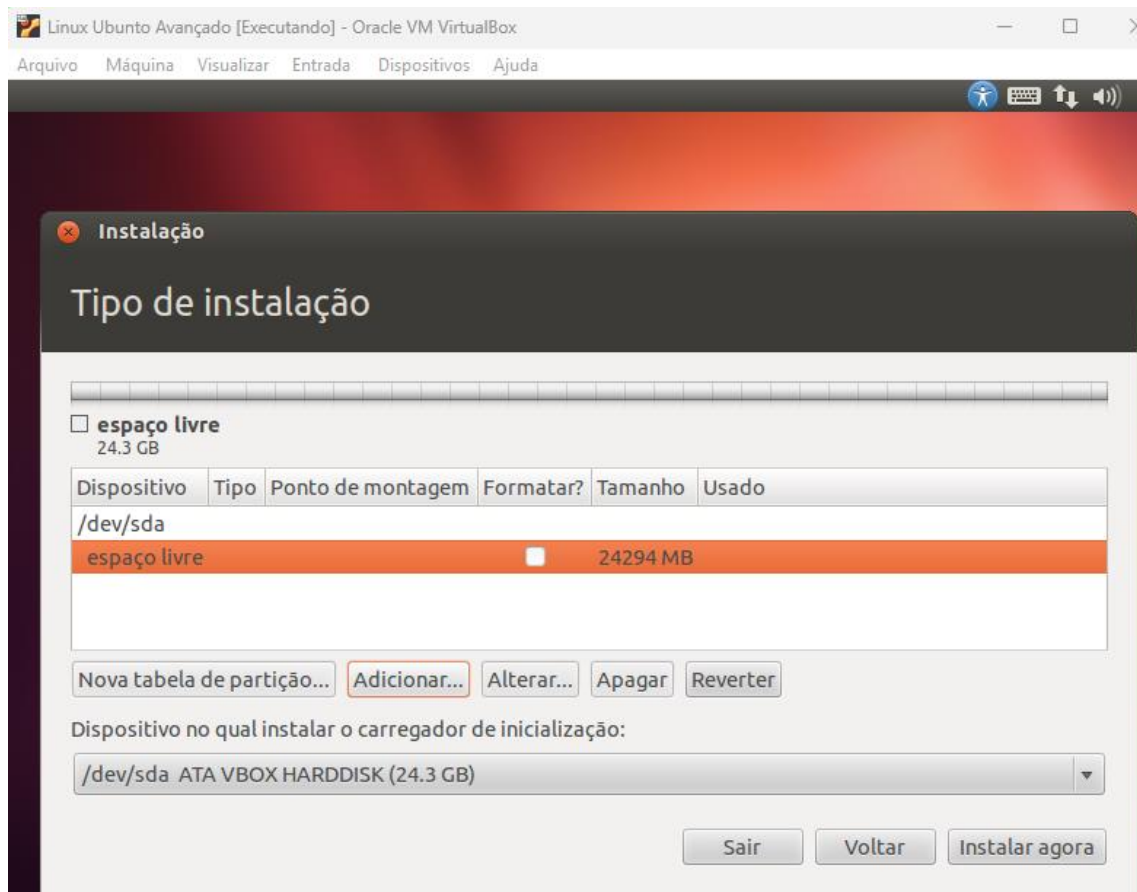 Linux Ubunto Avançado [Executando] - Oracle VM VirtualBox
Arquivo Máquina Visualizar Entrada Dispositivos Ajuda
Instalação
Tipo de instalação
espaço livre
24.3 GB
Dispositivo Tipo Ponto de montagem Formatar? Tamanho Usado
/dev/sda
espaço livre 24294 MB
Nova tabela de partição... Adicionar... Alterar... Apagar Reverter
Dispositivo no qual instalar o carregador de inicialização:
/dev/sda ATA VBOX HARDDISK (24.3 GB)
Sair Voltar Instalar agora